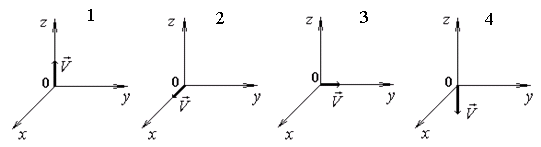 1 2 3 4
z z z z
V⃗
0 0 0 0
V⃗ V⃗ V⃗
y y y y
x x x x